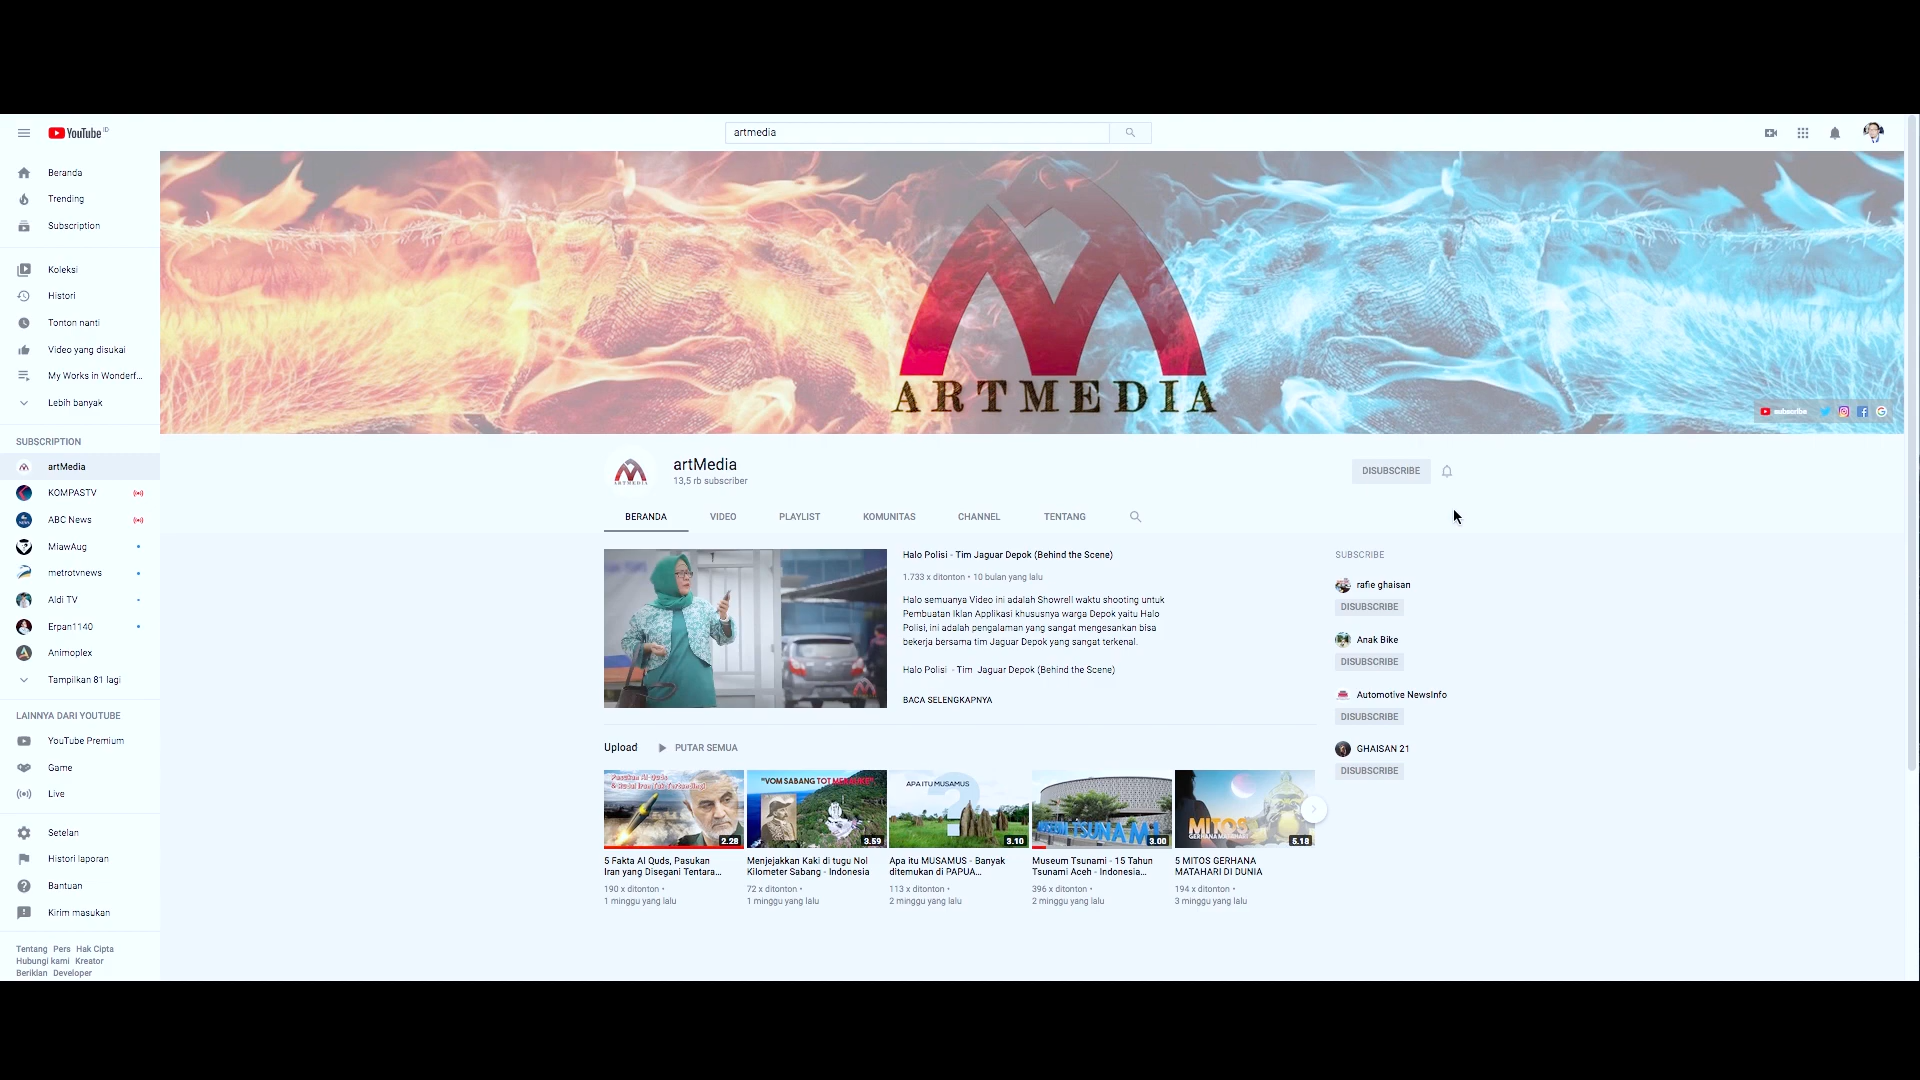 YouTube ID
artmedia
Beranda
Trending
Subscription
Koleksi
Histori
Tonton nanti
Video yang disukai
My Works in Wonderf...
Lebih banyak
SUBSCRIPTION
artMedia
KOMPASTV
ABC News
MiawAug
metrotvnews
Aldi TV
Erpan1140
Animoplex
Tampilkan 81 lagi
LAINNYA DARI YOUTUBE
YouTube Premium
Game
Live
Setelan
Histori laporan
Bantuan
Kirim masukan
Tentang Pers Hak Cipta
Hubungi kami Kreator
Beriklan Developer
ARTMEDIA
subscribe
artMedia
13,5 rb subscriber
DISUBSCRIBE
BERANDA
VIDEO
PLAYLIST
KOMUNITAS
CHANNEL
TENTANG
Halo Polisi - Tim Jaguar Depok (Behind the Scene)
1.733 x ditonton • 10 bulan yang lalu
Halo semuanya Video ini adalah Showreli waktu shooting untuk
Pembuatan Iklan Applikasi khususnya warga Depok yaitu Halo
Polisi, ini adalah pengalaman yang sangat mengesankan bisa
bekerja bersama tim Jaguar Depok yang sangat terkenal.
Halo Polisi - Tim Jaguar Depok (Behind the Scene)
BACA SELENGKAPNYA
SUBSCRIBE
rafie ghaisan
DISUBSCRIBE
Anak Bike
DISUBSCRIBE
Automotive NewsInfo
DISUBSCRIBE
GHAISAN 21
DISUBSCRIBE
Upload
PUTAR SEMUA
Pasukan Al-Quds
2.28
5 Fakta Al Quds, Pasukan
Iran yang Disegani Tentara...
190 x ditonton •
1 minggu yang lalu
"VOM SABANG TOT MERAUKE"
3.59
Menjejakkan Kaki di tugu Nol
Kilometer Sabang - Indonesia
72 x ditonton •
1 minggu yang lalu
APA ITU MUSAMUS
?
3.10
Apa itu MUSAMUS - Banyak
ditemukan di PAPUA...
113 x ditonton •
2 minggu yang lalu
MUSEUM TSUNAMI
3.00
Museum Tsunami - 15 Tahun
Tsunami Aceh - Indonesia...
396 x ditonton •
2 minggu yang lalu
MITOS
GERHANA MATAHARI
5.18
5 MITOS GERHANA
MATAHARI DI DUNIA
194 x ditonton •
3 minggu yang lalu